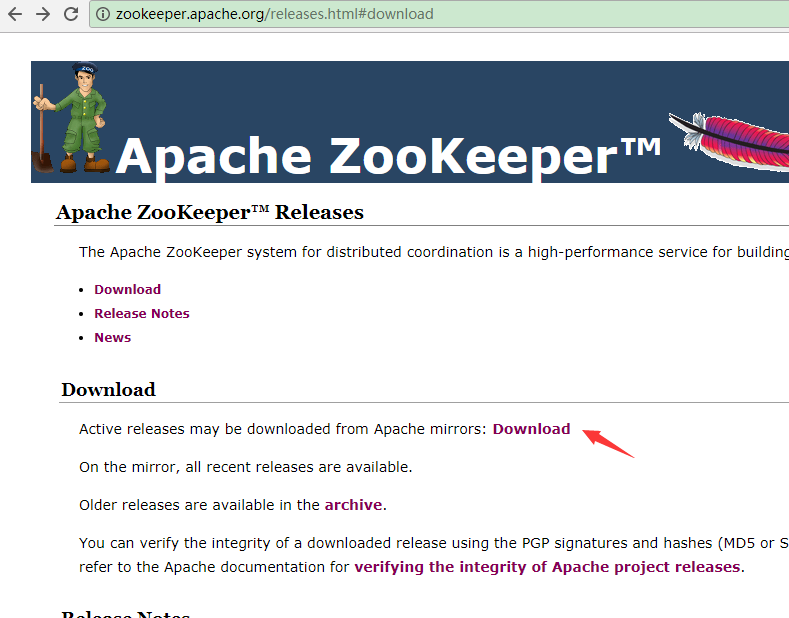 zookeeper.apache.org/releases.html#download
ZOO
Apache ZooKeeper™
Apache ZooKeeper™ Releases
The Apache ZooKeeper system for distributed coordination is a high-performance service for building
Download
Release Notes
News
Download
Active releases may be downloaded from Apache mirrors: Download
On the mirror, all recent releases are available.
Older releases are available in the archive.
You can verify the integrity of a downloaded release using the PGP signatures and hashes (MD5 or S
refer to the Apache documentation for verifying the integrity of Apache project releases.
Release Notes